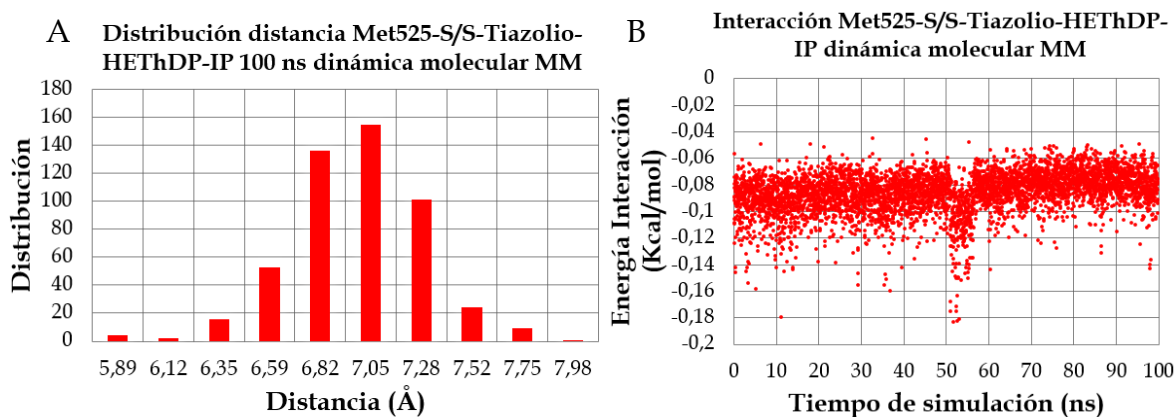 A
Distribución distancia Met525-S/S-Tiazolio-
HEThDP-IP 100 ns dinámica molecular MM
180
160
140
120
100
80
60
40
20
0
Distribución
5,89 6,12 6,35 6,59 6,82 7,05 7,28 7,52 7,75 7,98
Distancia (Å)
B
Interacción Met525-S/S-Tiazolio-HEThDP-
IP dinámica molecular MM
0
-0,02
-0,04
-0,06
-0,08
-0,1
-0,12
-0,14
-0,16
-0,18
-0,2
Energía Interacción
(Kcal/mol)
0 10 20 30 40 50 60 70 80 90 100
Tiempo de simulación (ns)